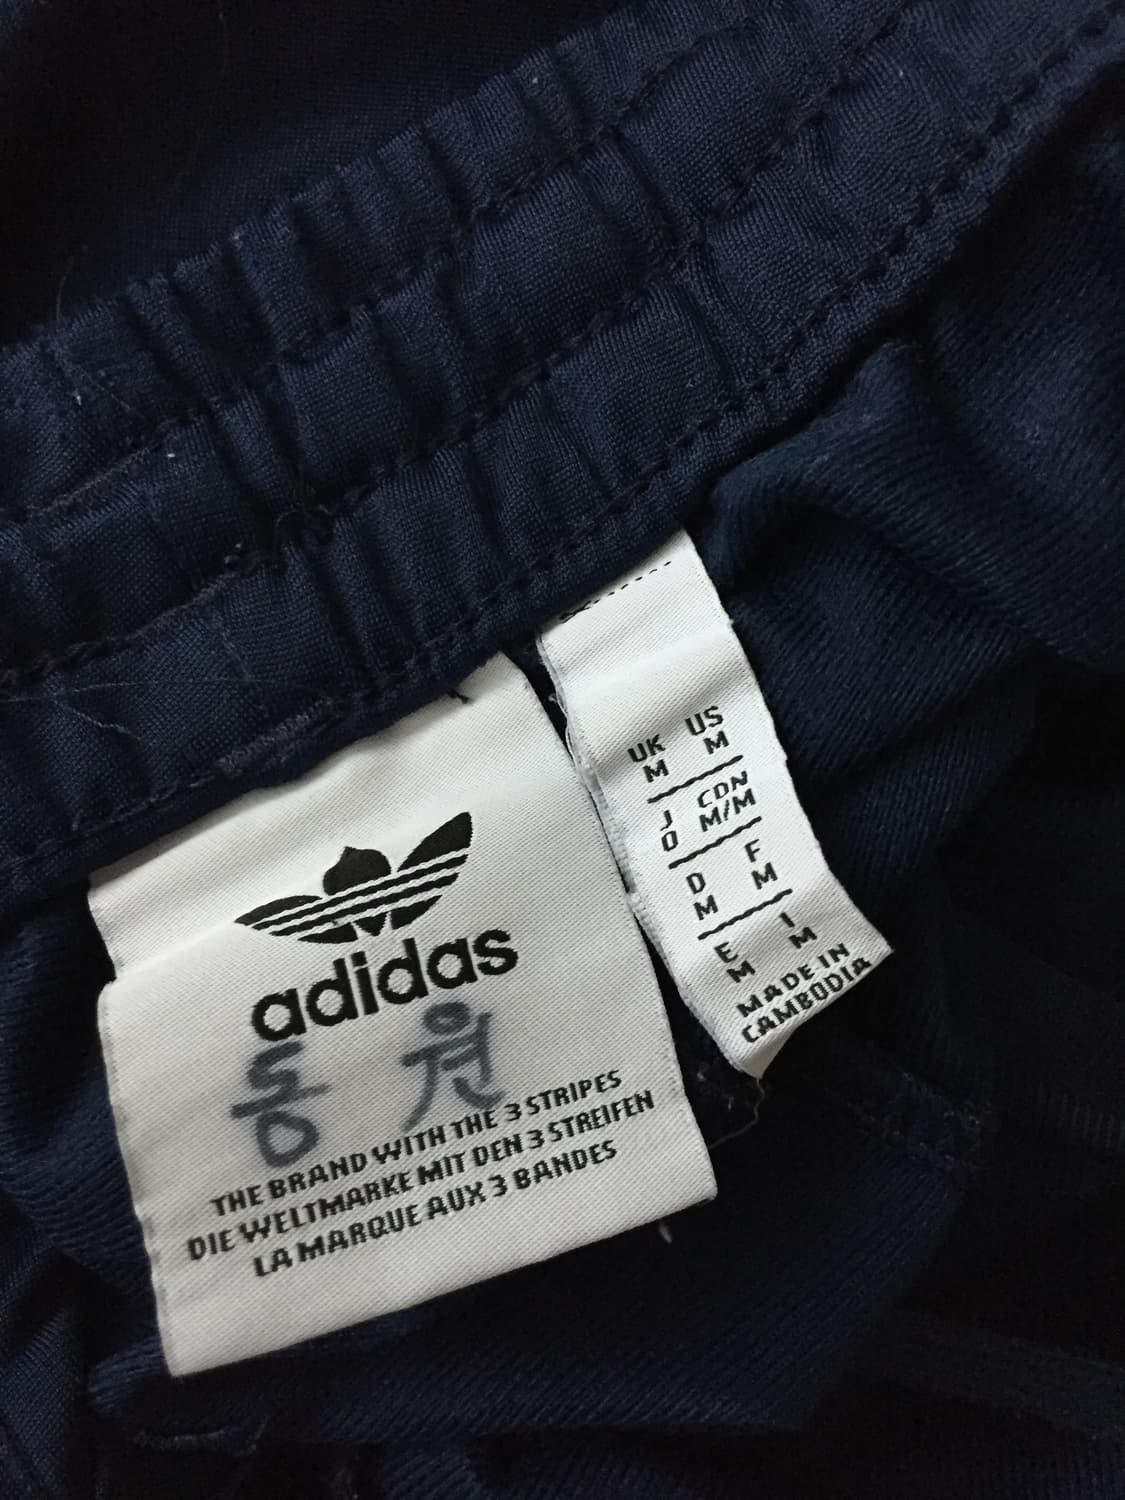 adidas
동 원
THE BRAND WITH THE 3 STRIPES
DIE WELTMARKE MIT DEN 3 STREIFEN
LA MARQUE AUX 3 BANDES
UK US
M M
J CDN
O M/M
D F
M M
E I
M M
MADE IN
CAMBODIA